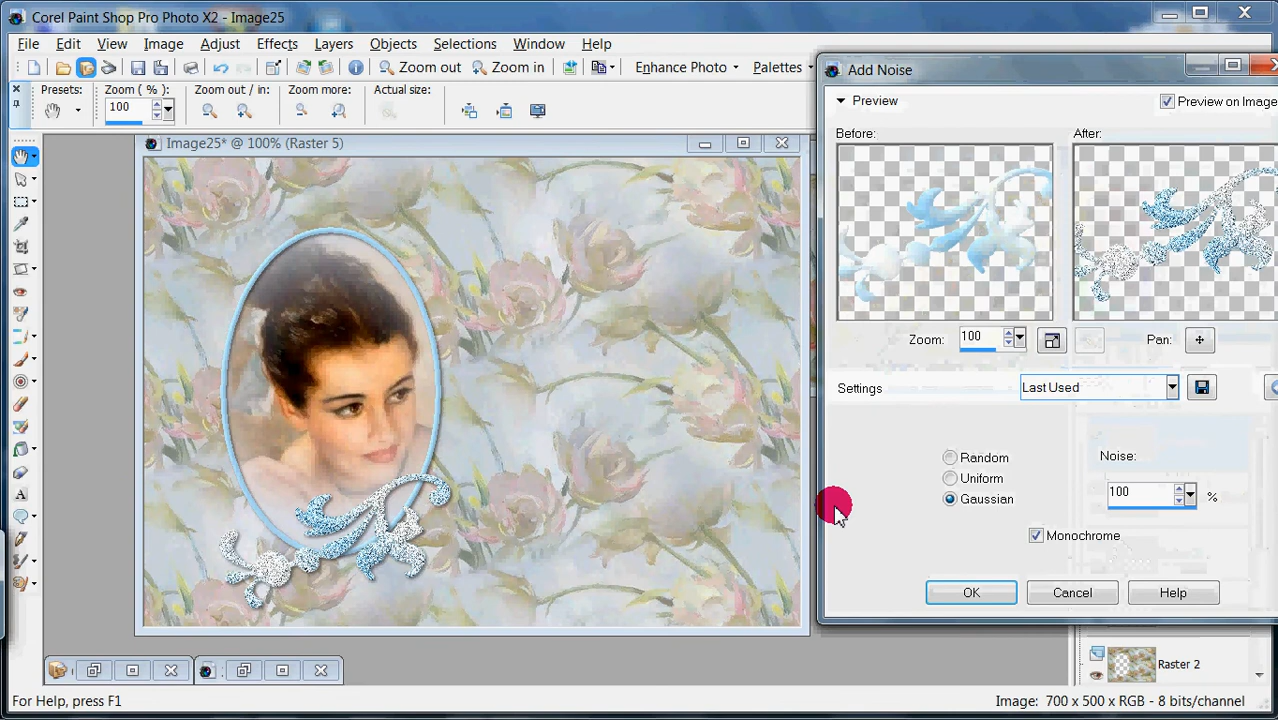 Corel Paint Shop Pro Photo X2 - Image25
File Edit View Image Adjust Effects Layers Objects Selections Window Help
Zoom out Zoom in Enhance Photo Palettes
Presets: Zoom ( % ): Zoom out / in: Zoom more: Actual size:
100
Image25* @ 100% (Raster 5)
Add Noise
Preview Preview on Image
Before: After:
Zoom: 100 Pan:
Settings Last Used
Random Noise:
Uniform
Gaussian 100 %
Monochrome
OK Cancel Help
Raster 2
For Help, press F1 Image: 700 x 500 x RGB - 8 bits/channel